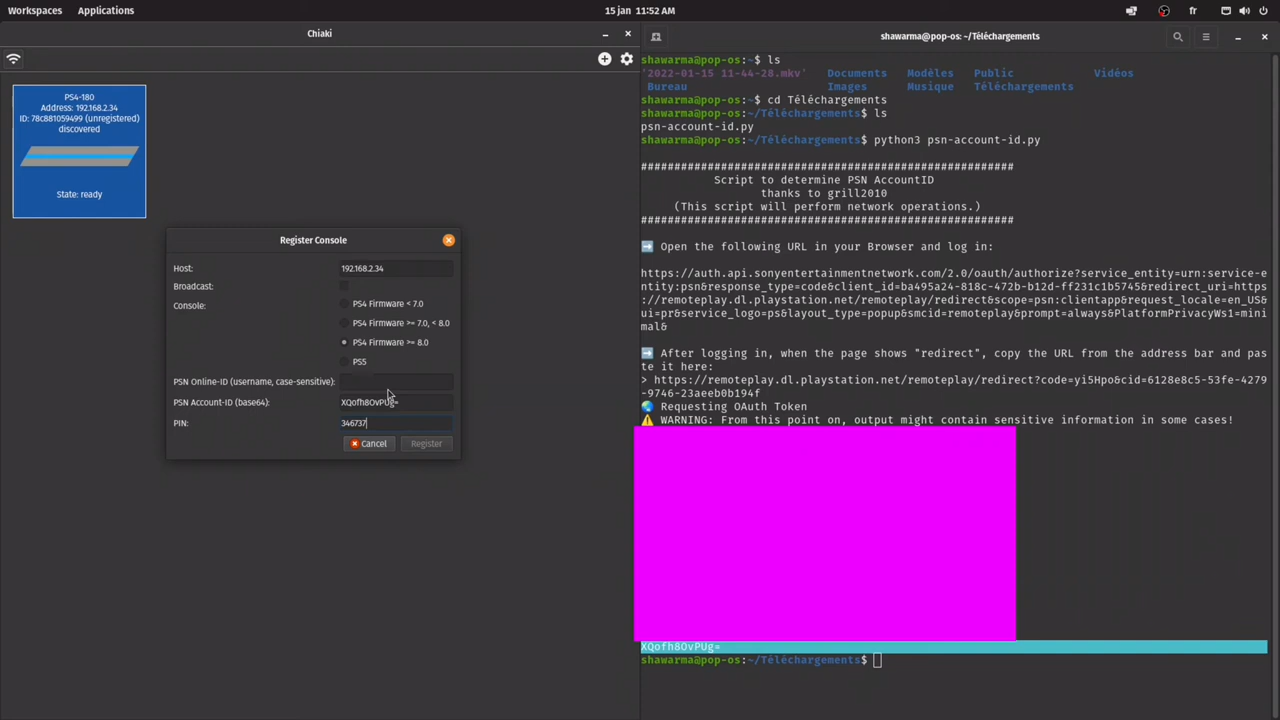 Workspaces Applications 15 jan 11:52 AM fr
Chiaki
PS4-180
Address: 192.168.2.34
ID: 78C881059499 (unregistered)
discovered
State: ready
Register Console
Host: 192.168.2.34
Broadcast:
Console: PS4 Firmware < 7.0
PS4 Firmware >= 7.0, < 8.0
PS4 Firmware >= 8.0
PS5
PSN Online-ID (username, case-sensitive):
PSN Account-ID (base64): XQofh8OvPUg=
PIN: 346737
Cancel Register
shawarma@pop-os: ~/Téléchargements
shawarma@pop-os:~$ ls
'2022-01-15 11-44-28.mkv' Documents Modèles Public Vidéos
Bureau Images Musique Téléchargements
shawarma@pop-os:~$ cd Téléchargements
shawarma@pop-os:~/Téléchargements$ ls
psn-account-id.py
shawarma@pop-os:~/Téléchargements$ python3 psn-account-id.py
########################################################
Script to determine PSN AccountID
thanks to grill2010
(This script will perform network operations.)
########################################################
➡ Open the following URL in your Browser and log in:
https://auth.api.sonyentertainmentnetwork.com/2.0/oauth/authorize?service_entity=urn:service-e
ntity:psn&response_type=code&client_id=ba495a24-818c-472b-b12d-ff231c1b5745&redirect_uri=https
://remoteplay.dl.playstation.net/remoteplay/redirect&scope=psn:clientapp&request_locale=en_US&
ui=pr&service_logo=ps&layout_type=popup&smcid=remoteplay&prompt=always&PlatformPrivacyWs1=mini
mal&
➡ After logging in, when the page shows "redirect", copy the URL from the address bar and pas
te it here:
> https://remoteplay.dl.playstation.net/remoteplay/redirect?code=yi5Hpo&cid=6128e8c5-53fe-4279
-9746-23aeeb0b194f
🌏 Requesting OAuth Token
⚠ WARNING: From this point on, output might contain sensitive information in some cases!
XQofh8OvPUg=
shawarma@pop-os:~/Téléchargements$